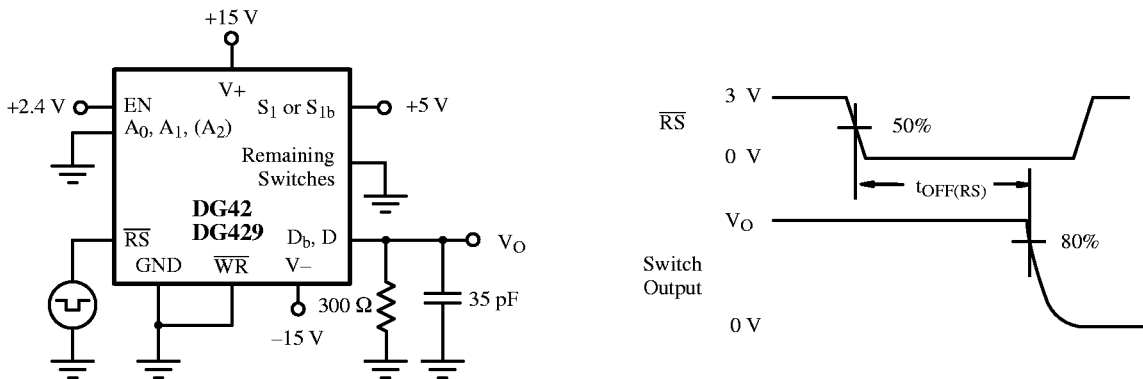 +15 V
V+
+2.4 V
EN
S1 or S1b
+5 V
A0, A1, (A2)
Remaining
Switches
DG42
DG429
RS
Db, D
VO
GND
WR
V–
300 Ω
35 pF
–15 V
3 V
RS
50%
0 V
tOFF(RS)
VO
80%
Switch
Output
0 V